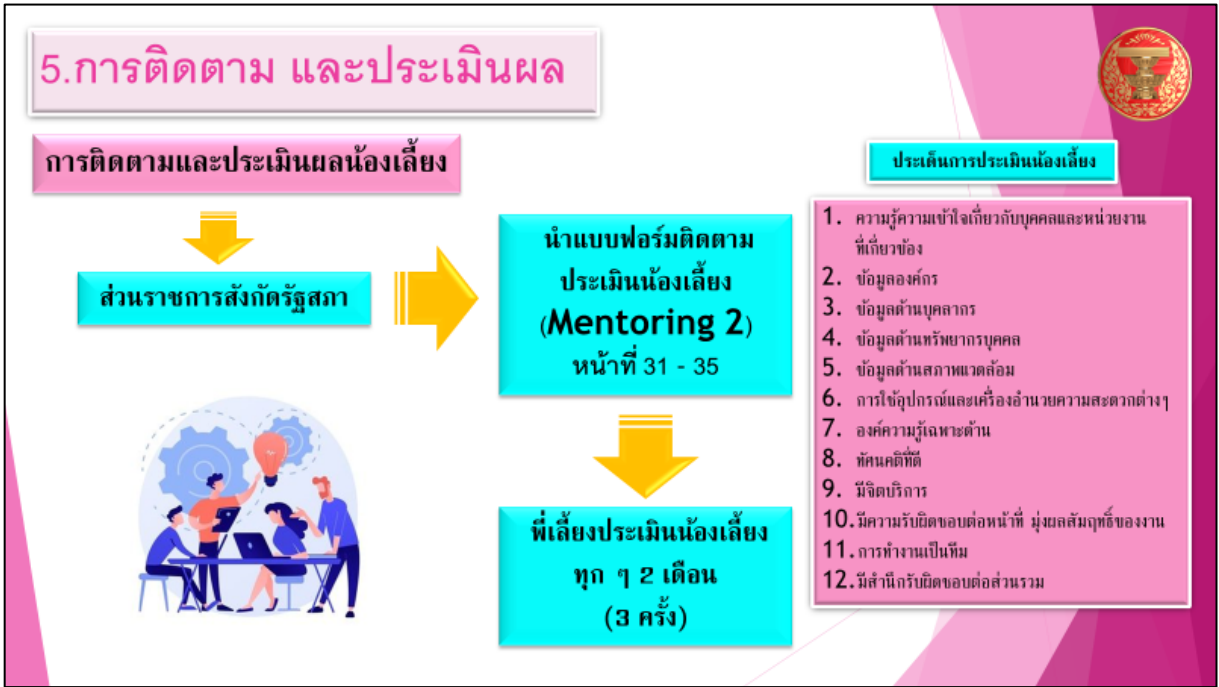 5.การติดตาม และประเมินผล
การติดตามและประเมินผลน้องเลี้ยง
ส่วนราชการสังกัดรัฐสภา
นำแบบฟอร์มติดตาม
ประเมินน้องเลี้ยง
(Mentoring 2)
หน้าที่ 31 - 35
พี่เลี้ยงประเมินน้องเลี้ยง
ทุก ๆ 2 เดือน
(3 ครั้ง)
ประเด็นการประเมินน้องเลี้ยง
1. ความรู้ความเข้าใจเกี่ยวกับบุคคลและหน่วยงาน
ที่เกี่ยวข้อง
2. ข้อมูลองค์กร
3. ข้อมูลด้านบุคลากร
4. ข้อมูลด้านทรัพยากรบุคคล
5. ข้อมูลด้านสภาพแวดล้อม
6. การใช้อุปกรณ์และเครื่องอำนวยความสะดวกต่างๆ
7. องค์ความรู้เฉพาะด้าน
8. ทัศนคติที่ดี
9. มีจิตบริการ
10.มีความรับผิดชอบต่อหน้าที่ มุ่งผลสัมฤทธิ์ของงาน
11.การทำงานเป็นทีม
12.มีสำนึกรับผิดชอบต่อส่วนรวม